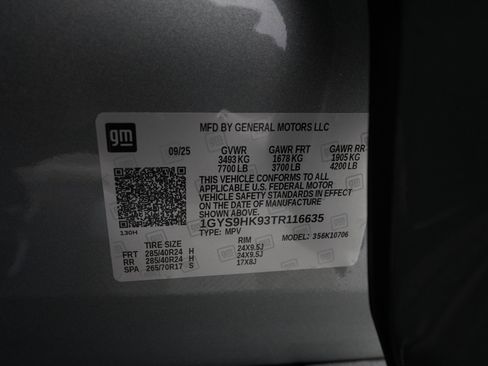 gm
MFD BY GENERAL MOTORS LLC
09/25 GVWR GAWR FRT GAWR RR
3493 KG 1678 KG 1905 KG
7700 LB 3700 LB 4200 LB
THIS VEHICLE CONFORMS TO ALL
APPLICABLE U.S. FEDERAL MOTOR
VEHICLE SAFETY STANDARDS IN EFFECT
ON THE DATE OF MANUFACTURE
SHOWN ABOVE.
1GYS9HK93TR116635
130H TYPE: MPV MODEL: 356K10706
TIRE SIZE RIM
FRT 285/40R24 H 24X9.5J
RR 285/40R24 H 24X9.5J
SPA 265/70R17 S 17X8J